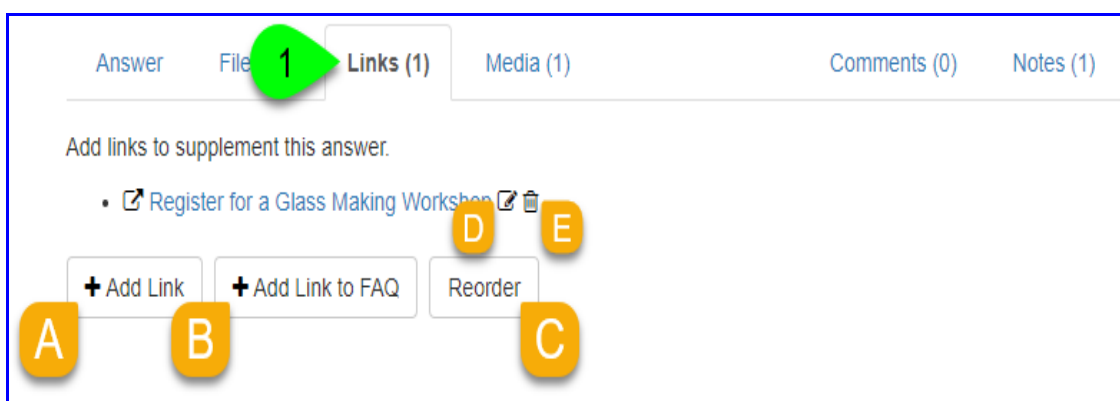 Answer File 1 Links (1) Media (1) Comments (0) Notes (1)
Add links to supplement this answer.
Register for a Glass Making Workshop
D E
+ Add Link + Add Link to FAQ Reorder
A B C